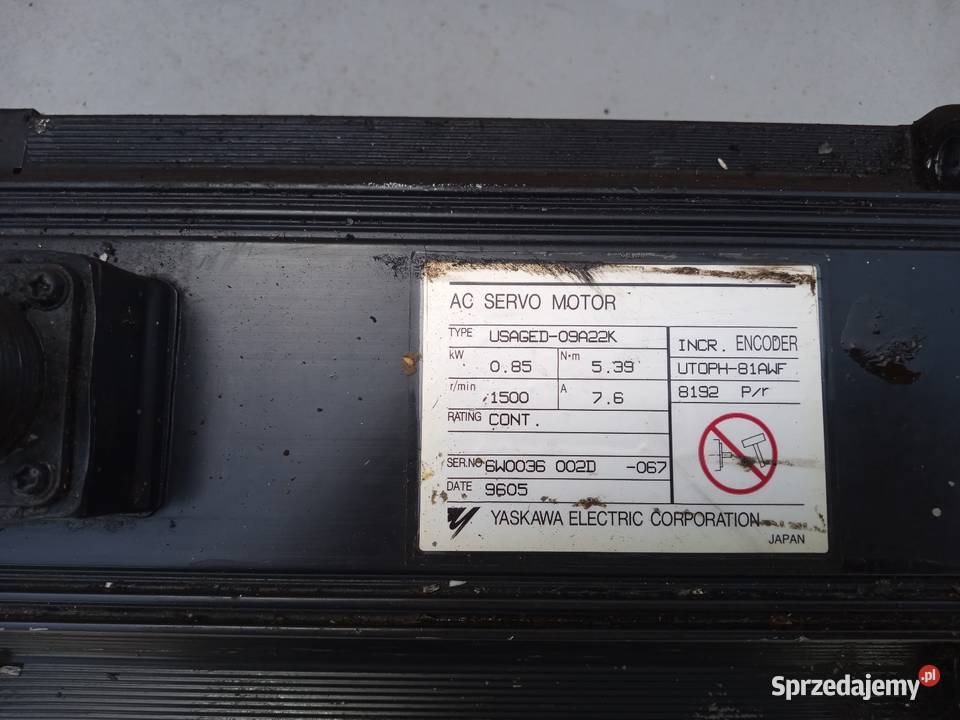 AC SERVO MOTOR
TYPE USAGED-09A22K
kW 0.85 N·m 5.39
r/min 1500 A 7.6
RATING CONT.
SER.NO 6W0036 002D -067
DATE 9605
INCR. ENCODER
UTOPH-81AWF
8192 P/r
YASKAWA ELECTRIC CORPORATION
JAPAN
Sprzedajemy.pl